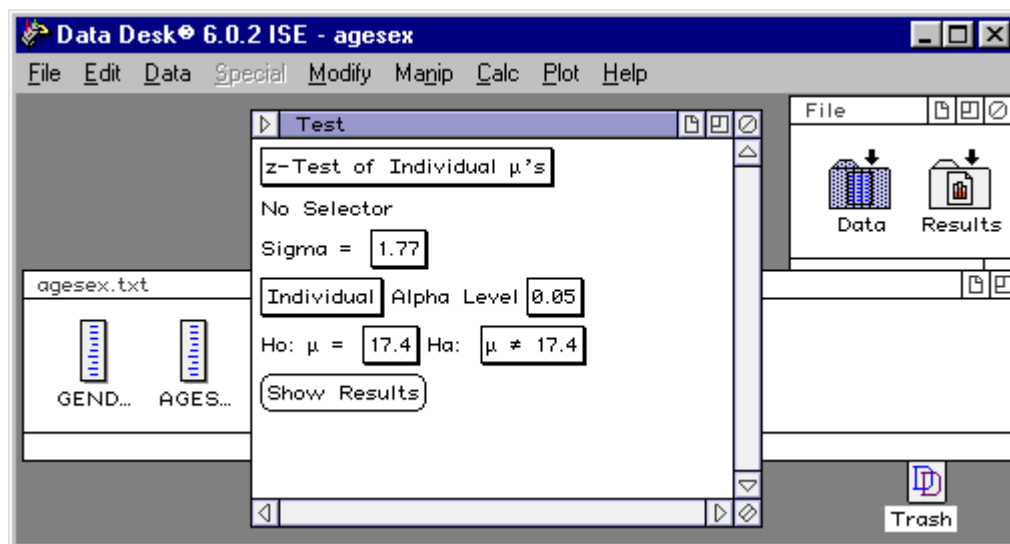 Data Desk® 6.0.2 ISE - agesex
File Edit Data Special Modify Manip Calc Plot Help
Test
z-Test of Individual μ's
No Selector
Sigma = 1.77
Individual Alpha Level 0.05
Ho: μ = 17.4 Ha: μ ≠ 17.4
Show Results
File
Data Results
agesex.txt
GEND... AGES...
Trash